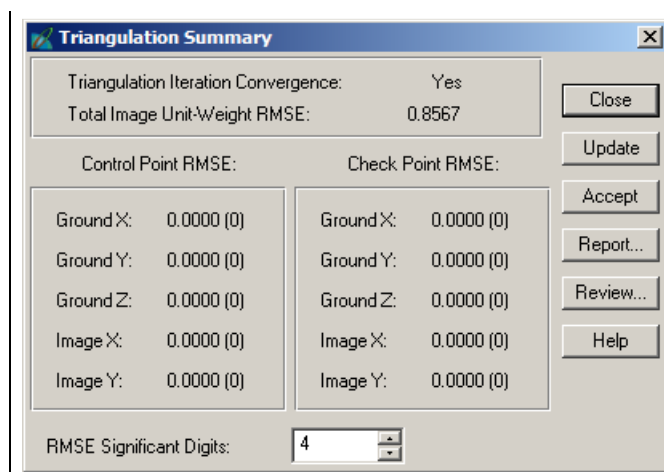 Triangulation Summary
Triangulation Iteration Convergence: Yes
Total Image Unit-Weight RMSE: 0.8567
Control Point RMSE:
Ground X: 0.0000 (0)
Ground Y: 0.0000 (0)
Ground Z: 0.0000 (0)
Image X: 0.0000 (0)
Image Y: 0.0000 (0)
Check Point RMSE:
Ground X: 0.0000 (0)
Ground Y: 0.0000 (0)
Ground Z: 0.0000 (0)
Image X: 0.0000 (0)
Image Y: 0.0000 (0)
RMSE Significant Digits: 4
Close
Update
Accept
Report...
Review...
Help